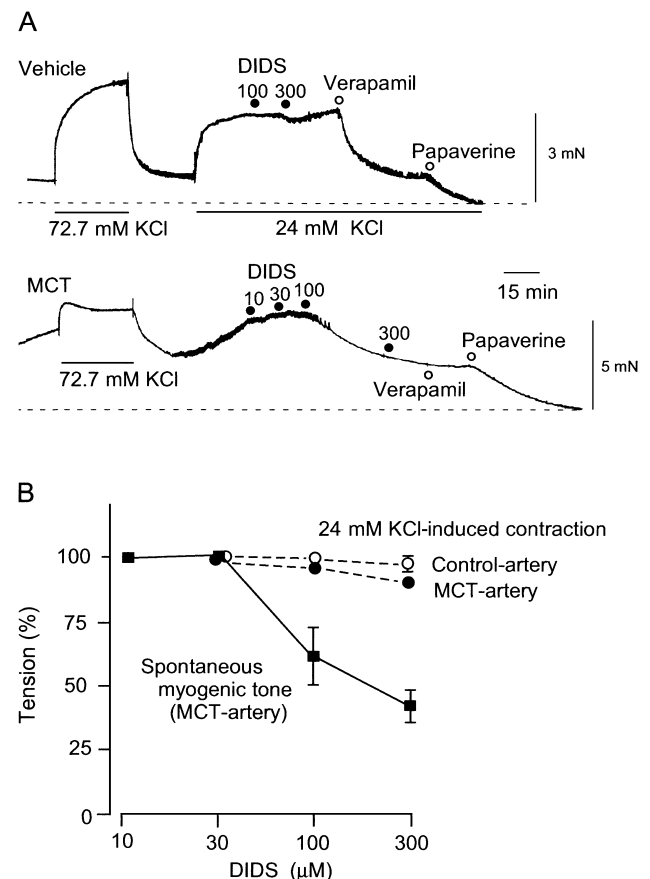 A
Vehicle
DIDS
100 300
Verapamil
Papaverine
3 mN
72.7 mM KCl
24 mM KCl
MCT
DIDS
10 30 100
15 min
300
Papaverine
Verapamil
72.7 mM KCl
5 mN
B
24 mM KCl-induced contraction
Control-artery
MCT-artery
Spontaneous
myogenic tone
(MCT-artery)
Tension (%)
100
75
50
25
0
10 30 100 300
DIDS (µM)